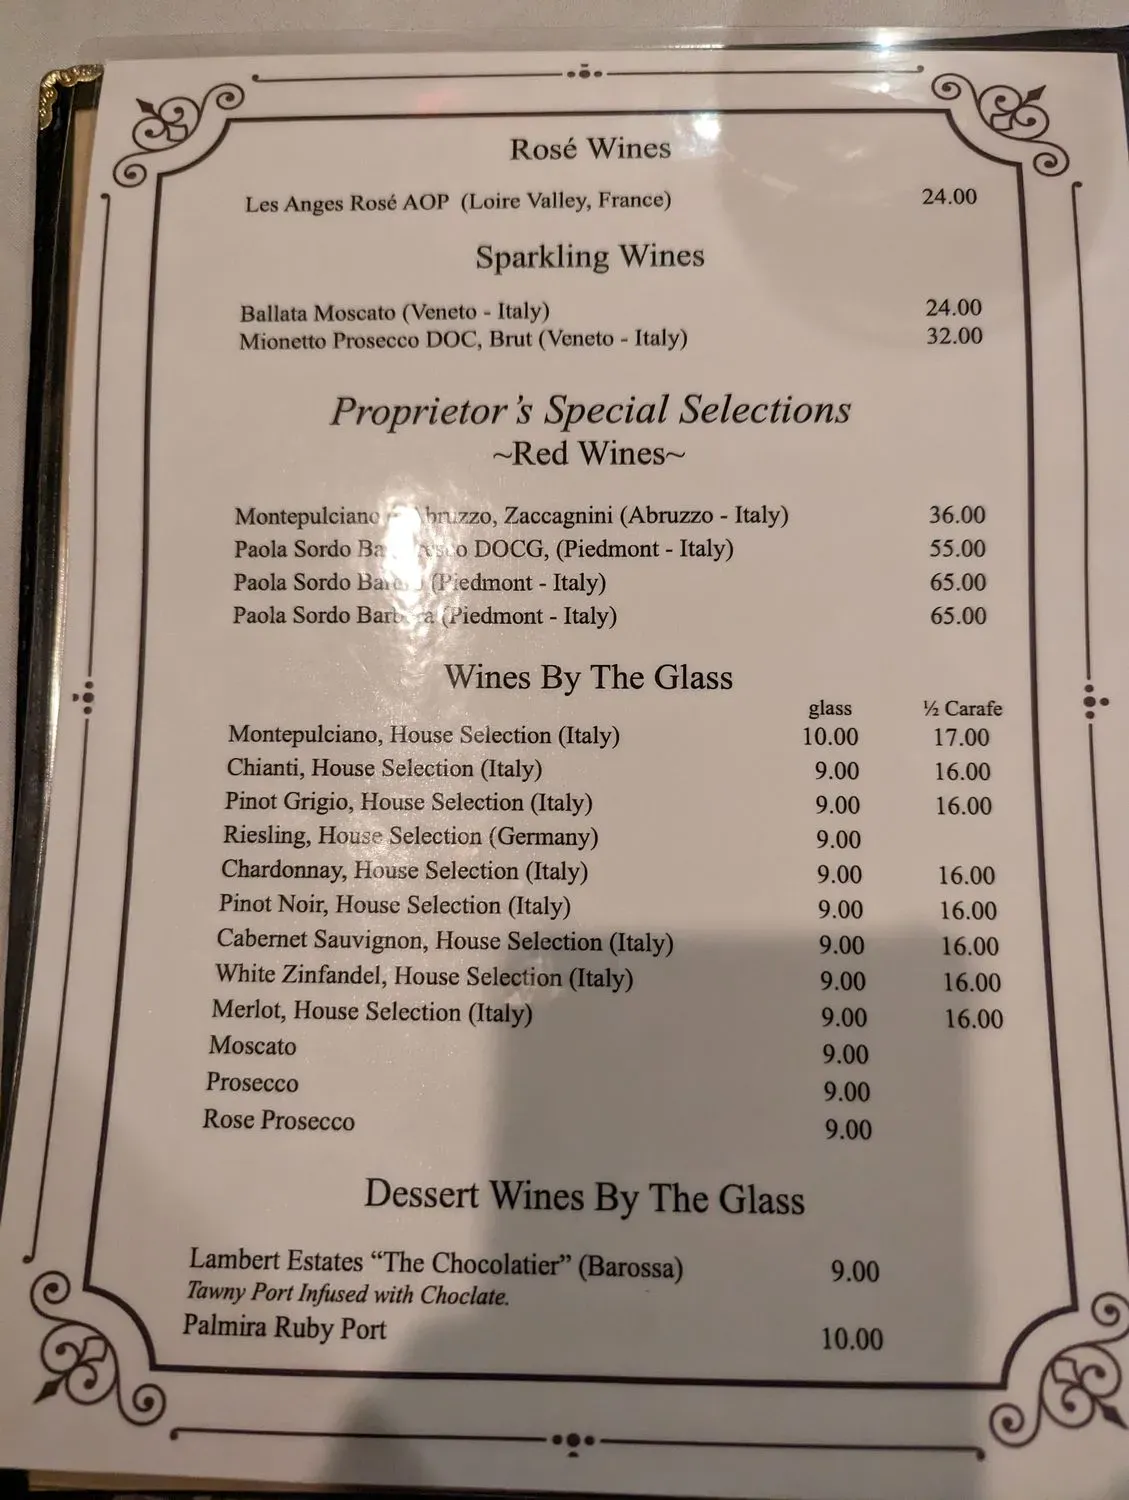 Rosé Wines
Les Anges Rosé AOP (Loire Valley, France) 24.00
Sparkling Wines
Ballata Moscato (Veneto - Italy) 24.00
Mionetto Prosecco DOC, Brut (Veneto - Italy) 32.00
Proprietor's Special Selections
~Red Wines~
Montepulciano Abruzzo, Zaccagnini (Abruzzo - Italy) 36.00
Paola Sordo DOCG, (Piedmont - Italy) 55.00
Paola Sordo (Piedmont - Italy) 65.00
Paola Sordo Barbera (Piedmont - Italy) 65.00
Wines By The Glass
glass ½ Carafe
Montepulciano, House Selection (Italy) 10.00 17.00
Chianti, House Selection (Italy) 9.00 16.00
Pinot Grigio, House Selection (Italy) 9.00 16.00
Riesling, House Selection (Germany) 9.00
Chardonnay, House Selection (Italy) 9.00 16.00
Pinot Noir, House Selection (Italy) 9.00 16.00
Cabernet Sauvignon, House Selection (Italy) 9.00 16.00
White Zinfandel, House Selection (Italy) 9.00 16.00
Merlot, House Selection (Italy) 9.00 16.00
Moscato 9.00
Prosecco 9.00
Rose Prosecco 9.00
Dessert Wines By The Glass
Lambert Estates “The Chocolatier” (Barossa) 9.00
Tawny Port Infused with Choclate.
Palmira Ruby Port 10.00